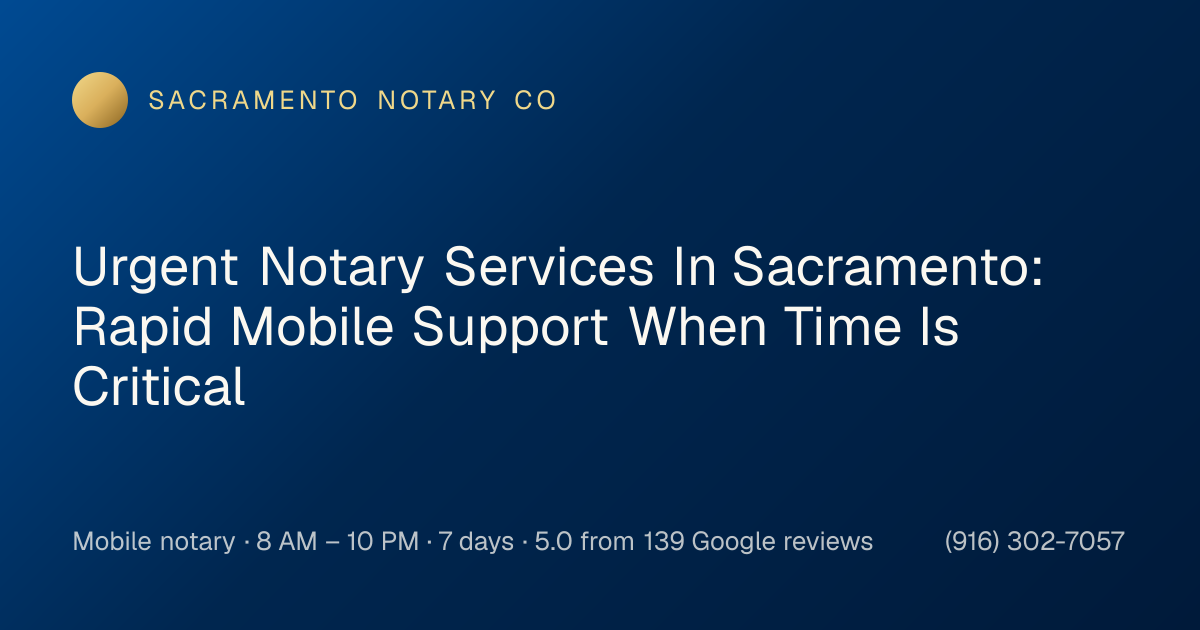 SACRAMENTO NOTARY CO
Urgent Notary Services In Sacramento:
Rapid Mobile Support When Time Is
Critical
Mobile notary · 8 AM – 10 PM · 7 days · 5.0 from 139 Google reviews
(916) 302-7057